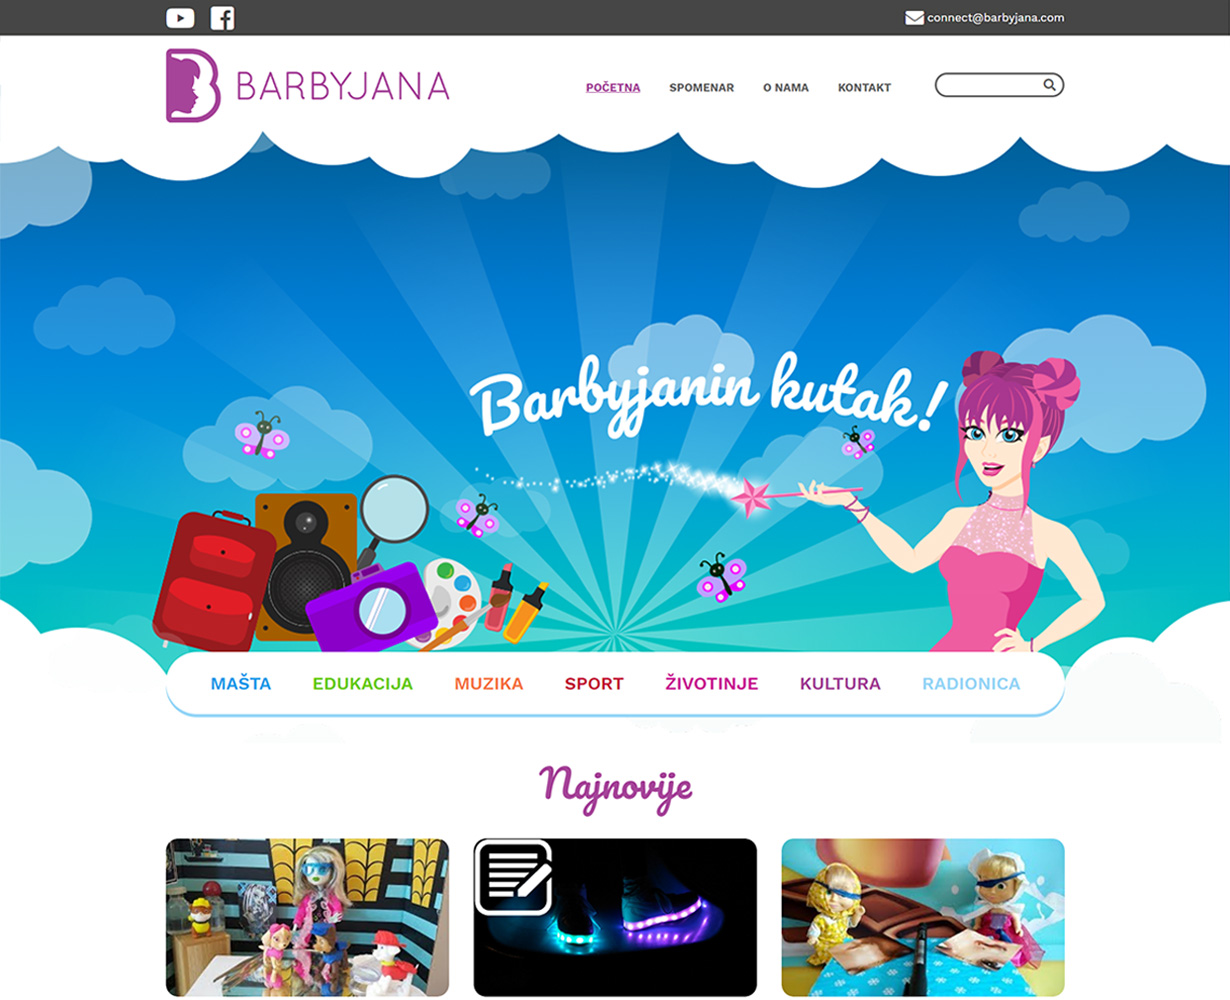 connect@barbyjana.com
BARBYJANA
POČETNA SPOMENAR O NAMA KONTAKT
Barbyjanin kutak!
MAŠTA EDUKACIJA MUZIKA SPORT ŽIVOTINJE KULTURA RADIONICA
Najnovije